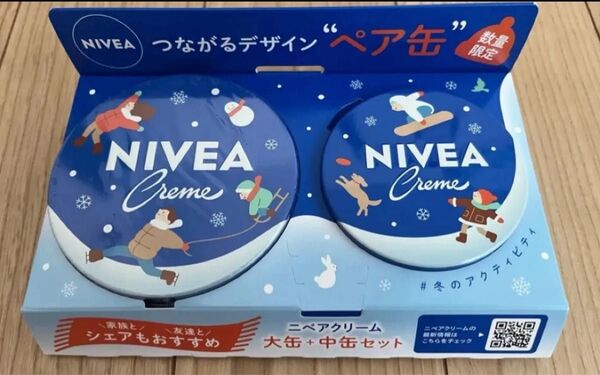 NIVEA
つながるデザイン“ペア缶”
数量
限定
NIVEA
Creme
NIVEA
Creme
#冬のアクティビティ
家族と
友達と
シェアもおすすめ
ニベアクリーム
大缶+中缶セット
ニベアクリームの
最新情報は
こちらをチェック